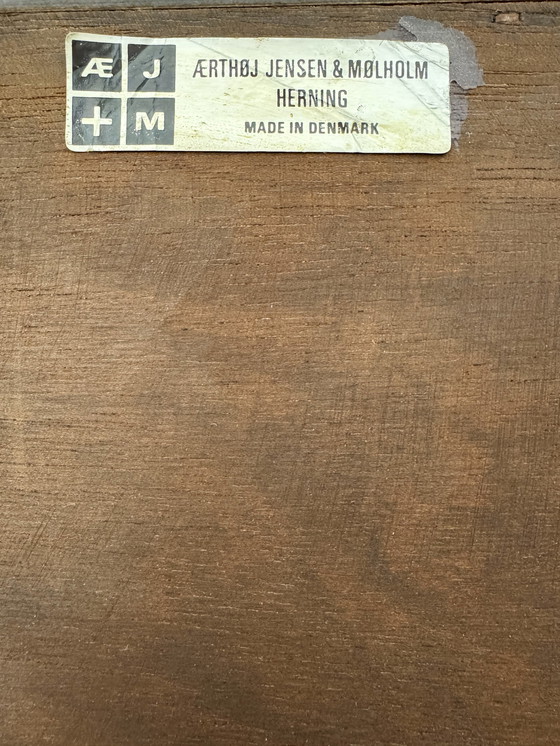 Æ J
+ M
ÆRTHØJ JENSEN & MØLHOLM
HERNING
MADE IN DENMARK